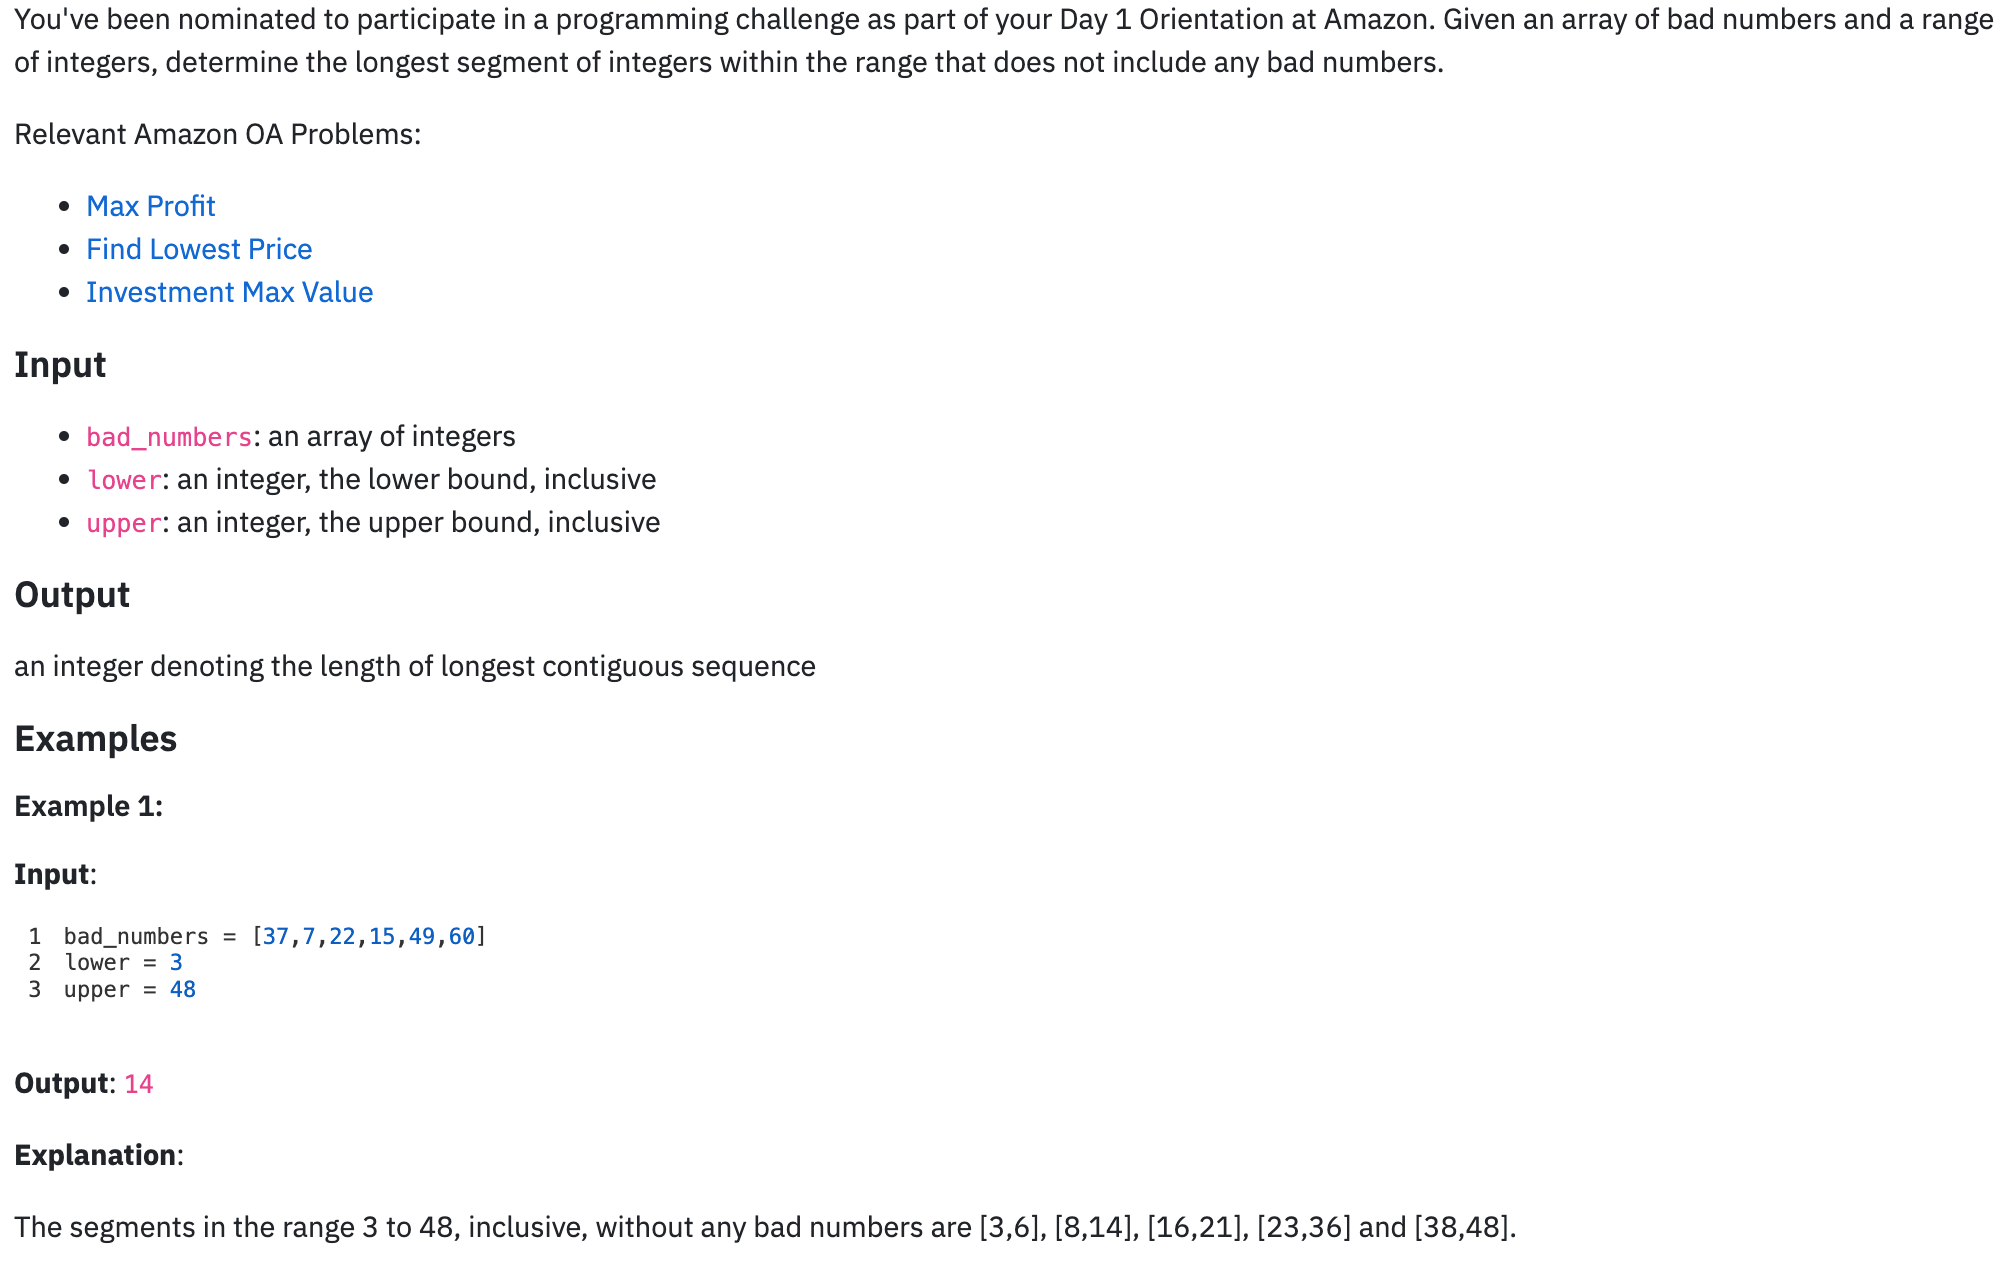 You've been nominated to participate in a programming challenge as part of your Day 1 Orientation at Amazon. Given an array of bad numbers and a range
of integers, determine the longest segment of integers within the range that does not include any bad numbers.
Relevant Amazon OA Problems:
• Max Profit
• Find Lowest Price
• Investment Max Value
Input
• bad_numbers: an array of integers
• lower: an integer, the lower bound, inclusive
• upper: an integer, the upper bound, inclusive
Output
an integer denoting the length of longest contiguous sequence
Examples
Example 1:
Input:
1 bad_numbers = [37,7,22,15,49,60]
2 lower = 3
3 upper = 48
Output: 14
Explanation:
The segments in the range 3 to 48, inclusive, without any bad numbers are [3,6], [8,14], [16,21], [23,36] and [38,48].